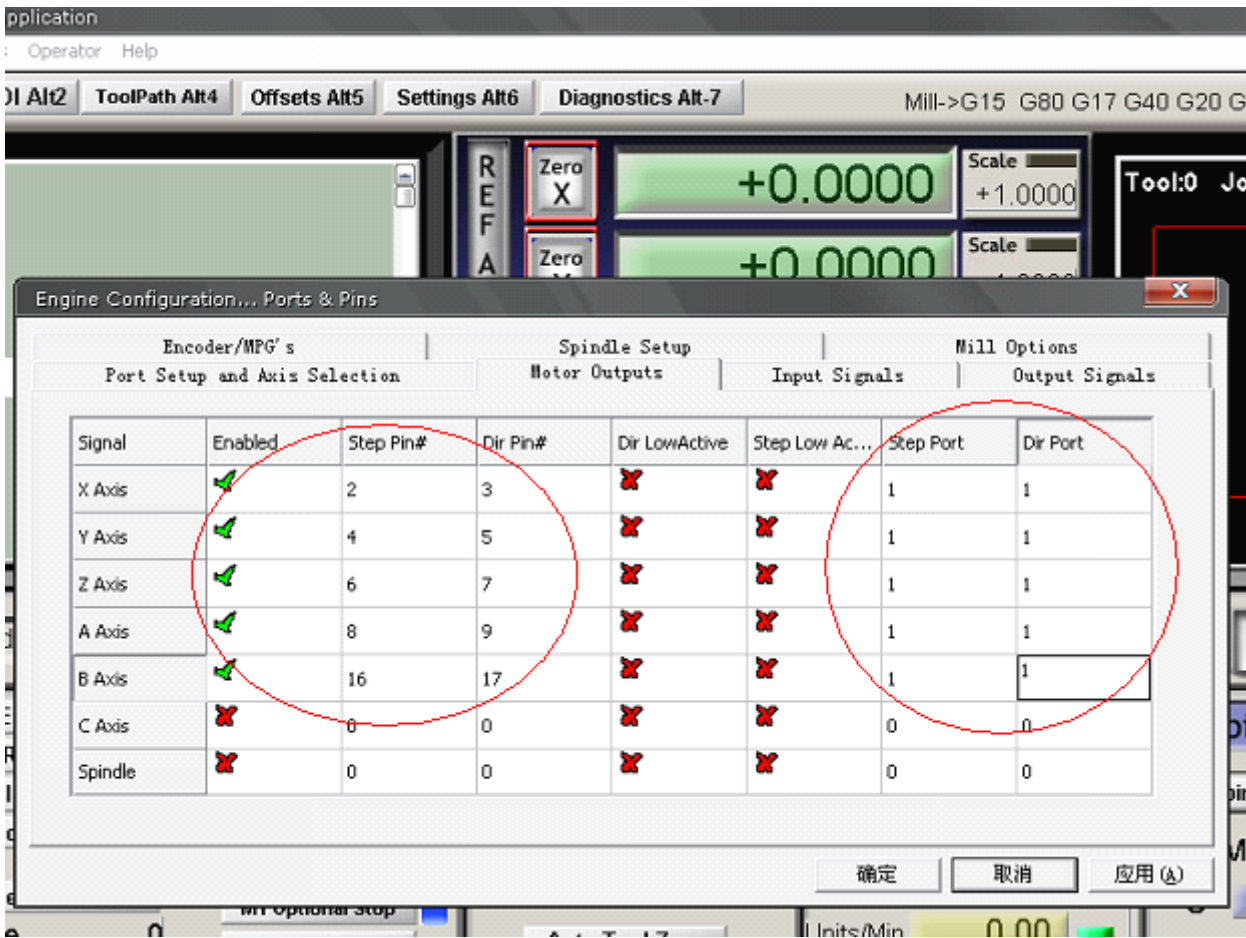 pplication
Operator Help
DI Alt2 ToolPath Alt4 Offsets Alt5 Settings Alt6 Diagnostics Alt-7 Mill->G15 G80 G17 G40 G20 G
REF A
Zero X +0.0000 Scale +1.0000
Tool:0 Jo
Zero +0.0000 Scale
Engine Configuration... Ports & Pins
X
Encoder/MPG's Spindle Setup Mill Options
Port Setup and Axis Selection Motor Outputs Input Signals Output Signals
Signal Enabled Step Pin# Dir Pin# Dir LowActive Step Low Ac... Step Port Dir Port
X Axis 2 3 1 1
Y Axis 4 5 1 1
Z Axis 6 7 1 1
A Axis 8 9 1 1
B Axis 16 17 1 1
C Axis 0 0 0 0
Spindle 0 0 0 0
确定 取消 应用(A)
M1 Optional Stop
0 Units/Min 0.00